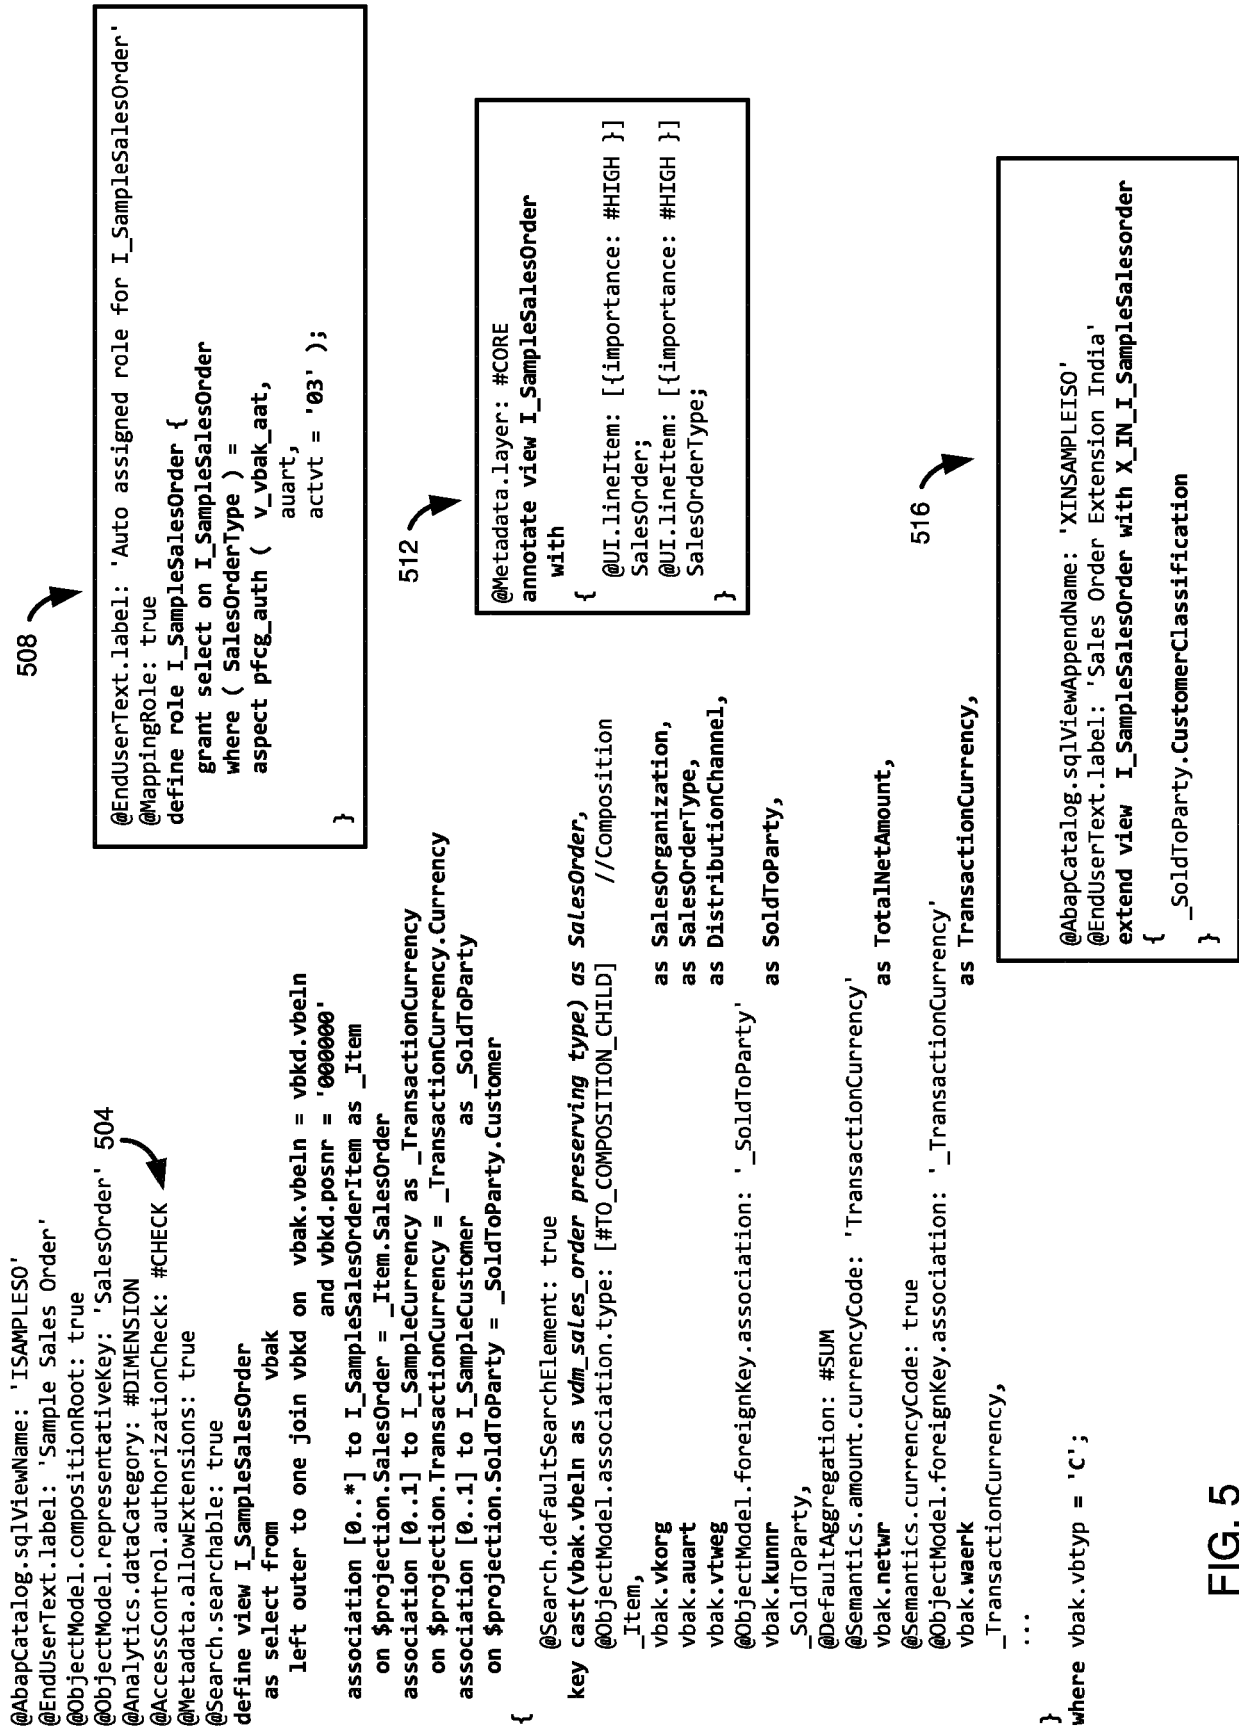 @AbapCatalog.sqlViewName: 'ISAMPLESO'
@EndUserText.label: 'Sample Sales Order'
@ObjectModel.compositionRoot: true
@ObjectModel.representativeKey: 'SalesOrder' 504
@Analytics.dataCategory: #DIMENSION
@AccessControl.authorizationCheck: #CHECK
@Metadata.allowExtensions: true
@Search.searchable: true
define view I_SampleSalesOrder
as select from vbak
left outer to one join vbkd on vbak.vbeln = vbkd.vbeln
and vbkd.posnr = '000000'
association [0..*] to I_SampleSalesOrderItem as _Item
on $projection.SalesOrder = _Item.SalesOrder
association [0..1] to I_SampleCurrency as _TransactionCurrency
on $projection.TransactionCurrency = _TransactionCurrency.Currency
association [0..1] to I_SampleCustomer as _SoldToParty
on $projection.SoldToParty = _SoldToParty.Customer
{
@Search.defaultSearchElement: true
key cast(vbak.vbeln as vdm_sales_order preserving type) as SalesOrder,
@ObjectModel.association.type: [#TO_COMPOSITION_CHILD] //Composition
_Item,
vbak.vkorg as SalesOrganization,
vbak.auart as SalesOrderType,
vbak.vtweg as DistributionChannel,
@ObjectModel.foreignKey.association: '_SoldToParty'
vbak.kunnr as SoldToParty,
_SoldToParty,
@DefaultAggregation: #SUM
@Semantics.amount.currencyCode: 'TransactionCurrency'
vbak.netwr as TotalNetAmount,
@Semantics.currencyCode: true
@ObjectModel.foreignKey.association: '_TransactionCurrency'
vbak.waerk as TransactionCurrency,
_TransactionCurrency,
...
}
where vbak.vbtyp = 'C';
508
@EndUserText.label: 'Auto assigned role for I_SampleSalesOrder'
@MappingRole: true
define role I_SampleSalesOrder {
grant select on I_SampleSalesOrder
where ( SalesOrderType ) =
aspect pfcg_auth ( v_vbak_aat,
auart,
actvt = '03' );
}
512
@Metadata.layer: #CORE
annotate view I_SampleSalesOrder
with
{
@UI.lineItem: [{importance: #HIGH }]
SalesOrder;
@UI.lineItem: [{importance: #HIGH }]
SalesOrderType;
}
516
@AbapCatalog.sqlViewAppendName: 'XINSAMPLEISO'
@EndUserText.label: 'Sales Order Extension India'
extend view I_SampleSalesOrder with X_IN_I_SampleSalesorder
{
_SoldToParty.CustomerClassification
}
FIG. 5